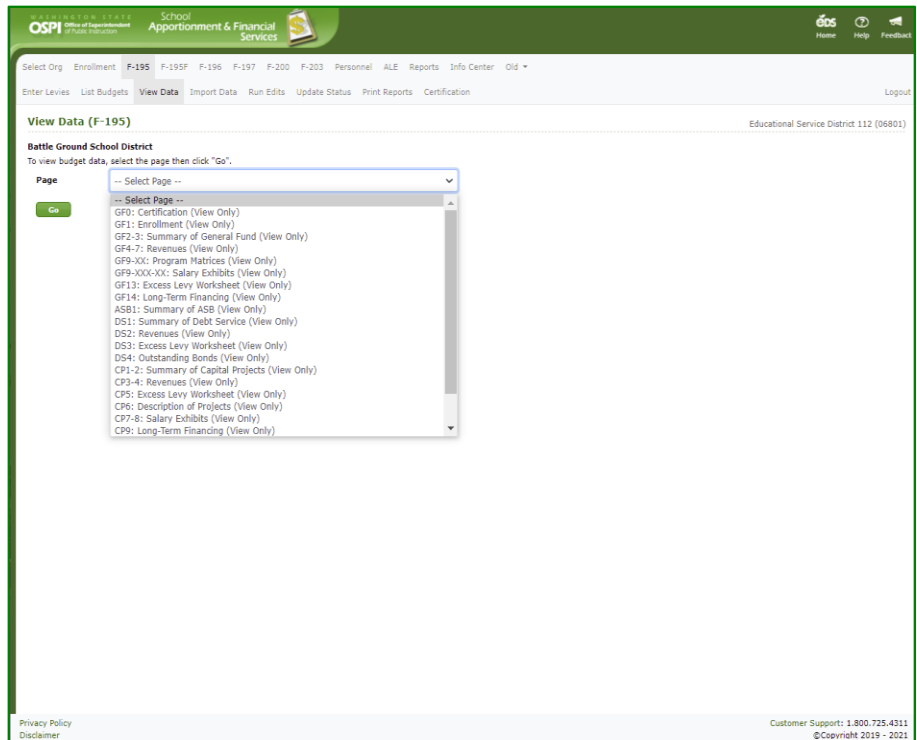 WASHINGTON STATE
OSPI Office of Superintendent of Public Instruction
School Apportionment & Financial Services
éDS
Home Help Feedback
Select Org Enrollment F-195 F-195F F-196 F-197 F-200 F-203 Personnel ALE Reports Info Center Old
Enter Levies List Budgets View Data Import Data Run Edits Update Status Print Reports Certification Logout
View Data (F-195) Educational Service District 112 (06801)
Battle Ground School District
To view budget data, select the page then click "Go".
Page -- Select Page --
Go
-- Select Page --
GF0: Certification (View Only)
GF1: Enrollment (View Only)
GF2-3: Summary of General Fund (View Only)
GF4-7: Revenues (View Only)
GF9-XX: Program Matrices (View Only)
GF9-XXX-XX: Salary Exhibits (View Only)
GF13: Excess Levy Worksheet (View Only)
GF14: Long-Term Financing (View Only)
ASB1: Summary of ASB (View Only)
DS1: Summary of Debt Service (View Only)
DS2: Revenues (View Only)
DS3: Excess Levy Worksheet (View Only)
DS4: Outstanding Bonds (View Only)
CP1-2: Summary of Capital Projects (View Only)
CP3-4: Revenues (View Only)
CP5: Excess Levy Worksheet (View Only)
CP6: Description of Projects (View Only)
CP7-8: Salary Exhibits (View Only)
CP9: Long-Term Financing (View Only)
Privacy Policy Customer Support: 1.800.725.4311
Disclaimer ©Copyright 2019 - 2021